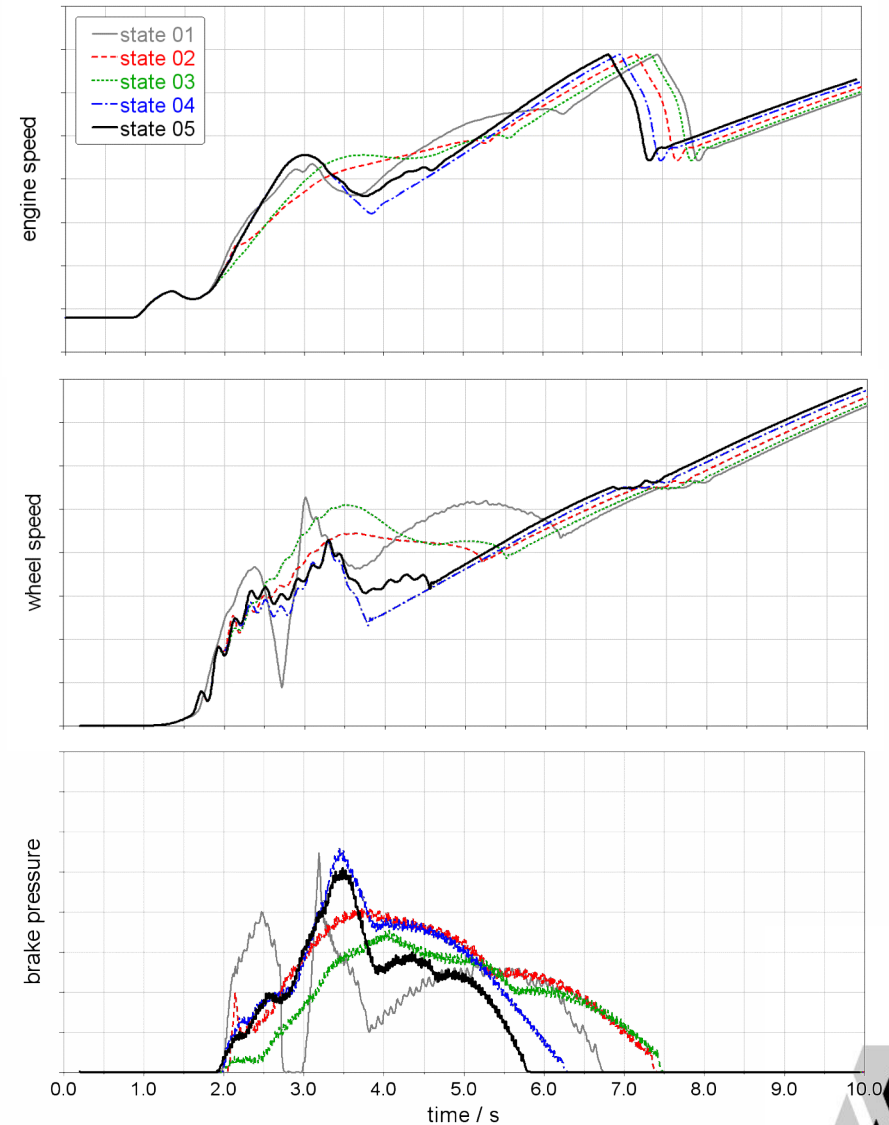 state 01
state 02
state 03
state 04
state 05
engine speed
wheel speed
brake pressure
0.0 1.0 2.0 3.0 4.0 5.0 6.0 7.0 8.0 9.0 10.0
time / s